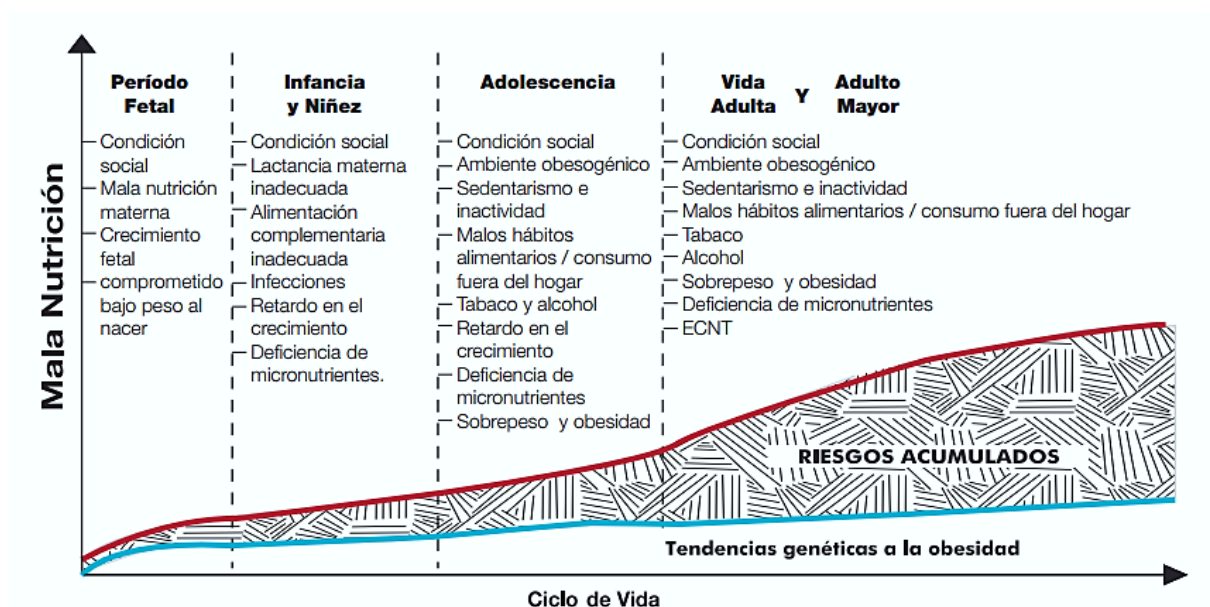 Mala Nutrición
Período
Fetal
Condición
social
Mala nutrición
materna
Crecimiento
fetal
comprometido
bajo peso al
nacer
Infancia
y Niñez
Condición social
Lactancia materna
inadecuada
Alimentación
complementaria
inadecuada
Infecciones
Retardo en el
crecimiento
Deficiencia de
micronutrientes.
Adolescencia
Condición social
Ambiente obesogénico
Sedentarismo e
inactividad
Malos hábitos
alimentarios / consumo
fuera del hogar
Tabaco y alcohol
Retardo en el
crecimiento
Deficiencia de
micronutrientes
Sobrepeso y obesidad
Vida
Adulta
Y
Adulto
Mayor
Condición social
Ambiente obesogénico
Sedentarismo e inactividad
Malos hábitos alimentarios / consumo fuera del hogar
Tabaco
Alcohol
Sobrepeso y obesidad
Deficiencia de micronutrientes
ECNT
RIESGOS ACUMULADOS
Tendencias genéticas a la obesidad
Ciclo de Vida